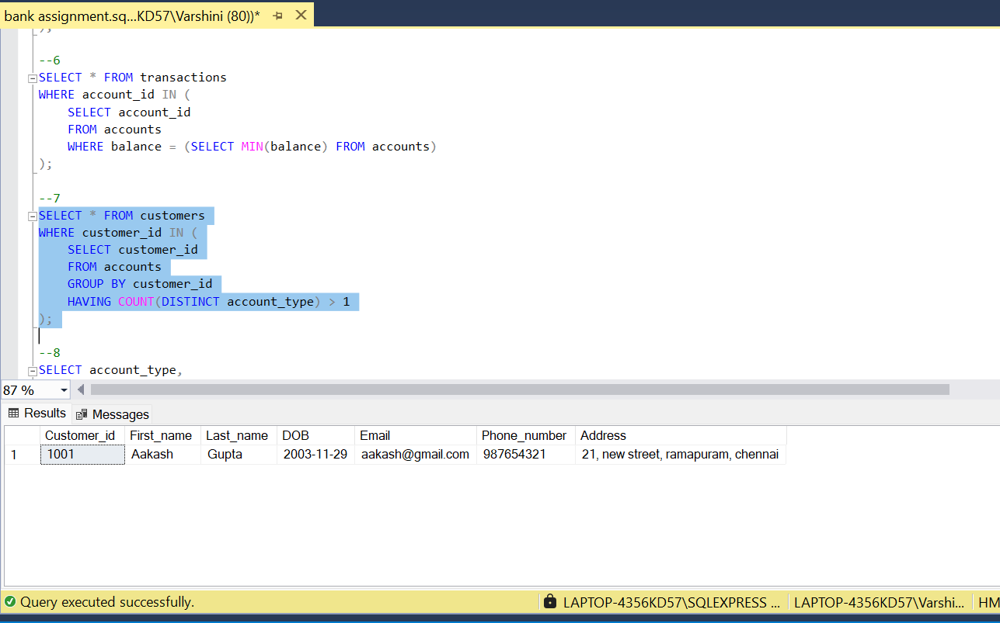 bank assignment.sq...KD57\Varshini (80))*
);
--6
SELECT * FROM transactions
WHERE account_id IN (
SELECT account_id
FROM accounts
WHERE balance = (SELECT MIN(balance) FROM accounts)
);
--7
SELECT * FROM customers
WHERE customer_id IN (
SELECT customer_id
FROM accounts
GROUP BY customer_id
HAVING COUNT(DISTINCT account_type) > 1
);
--8
SELECT account_type,
87 %
Results Messages
Customer_id First_name Last_name DOB Email Phone_number Address
1 1001 Aakash Gupta 2003-11-29 aakash@gmail.com 987654321 21, new street, ramapuram, chennai
Query executed successfully. LAPTOP-4356KD57\SQLEXPRESS ... LAPTOP-4356KD57\Varshi... HM